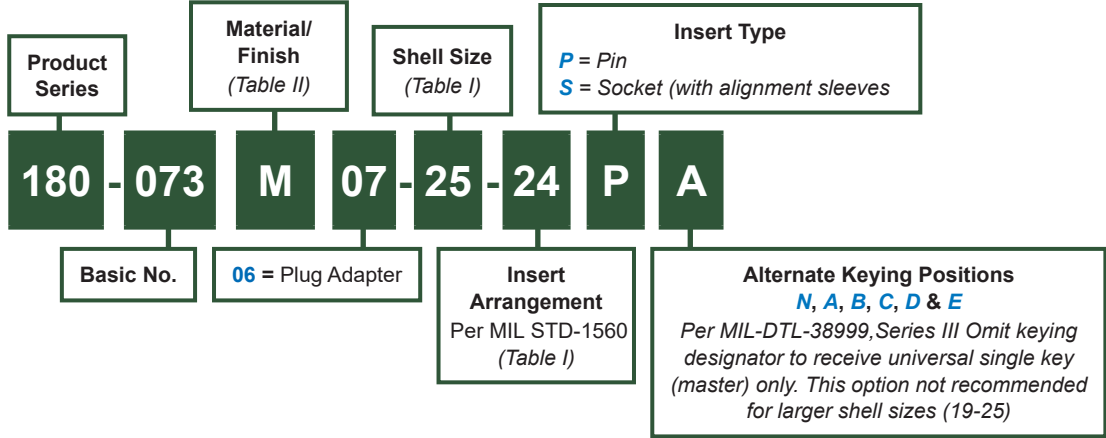 Product
Series
Material/
Finish
(Table II)
Shell Size
(Table I)
Insert Type
P = Pin
S = Socket (with alignment sleeves
180 - 073 M 07 - 25 - 24 P A
Basic No.
06 = Plug Adapter
Insert
Arrangement
Per MIL STD-1560
(Table I)
Alternate Keying Positions
N, A, B, C, D & E
Per MIL-DTL-38999,Series III Omit keying
designator to receive universal single key
(master) only. This option not recommended
for larger shell sizes (19-25)